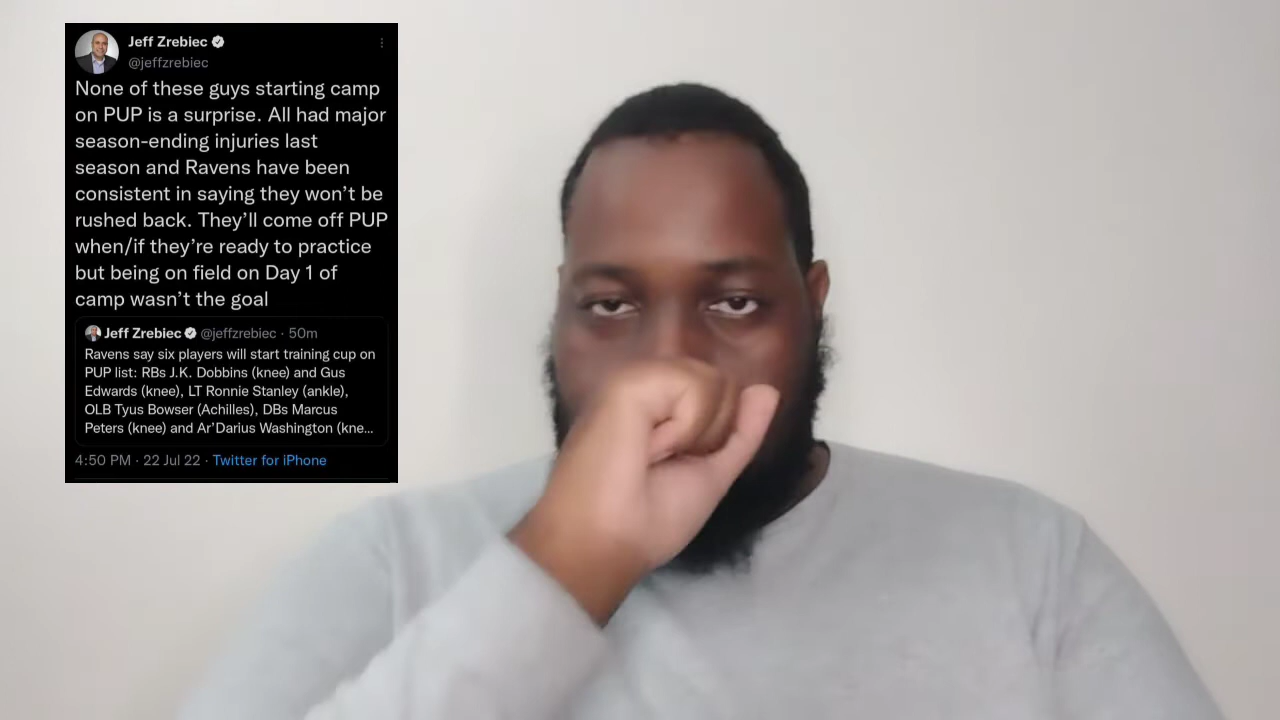 Jeff Zrebiec
@jeffzrebiec
None of these guys starting camp
on PUP is a surprise. All had major
season-ending injuries last
season and Ravens have been
consistent in saying they won't be
rushed back. They'll come off PUP
when/if they're ready to practice
but being on field on Day 1 of
camp wasn't the goal
Jeff Zrebiec @jeffzrebiec · 50m
Ravens say six players will start training cup on
PUP list: RBs J.K. Dobbins (knee) and Gus
Edwards (knee), LT Ronnie Stanley (ankle),
OLB Tyus Bowser (Achilles), DBs Marcus
Peters (knee) and Ar'Darius Washington (kne...
4:50 PM · 22 Jul 22 · Twitter for iPhone